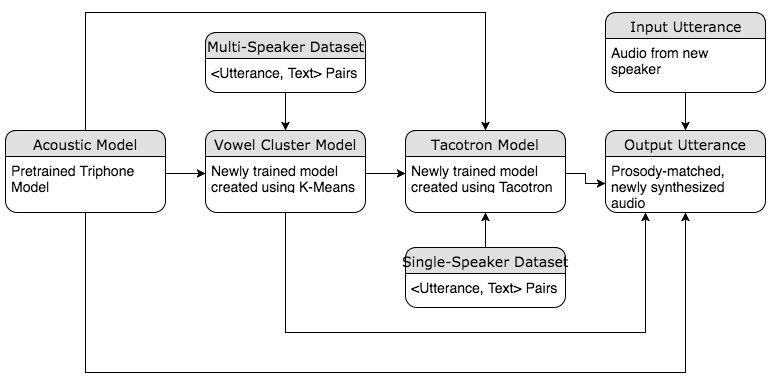 Multi-Speaker Dataset
<Utterance, Text> Pairs
Input Utterance
Audio from new
speaker
Acoustic Model
Pretrained Triphone
Model
Vowel Cluster Model
Newly trained model
created using K-Means
Tacotron Model
Newly trained model
created using Tacotron
Output Utterance
Prosody-matched,
newly synthesized
audio
Single-Speaker Dataset
<Utterance, Text> Pairs